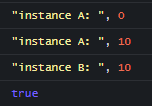 "instance A: ", 0
"instance A: ", 10
"instance B: ", 10
true